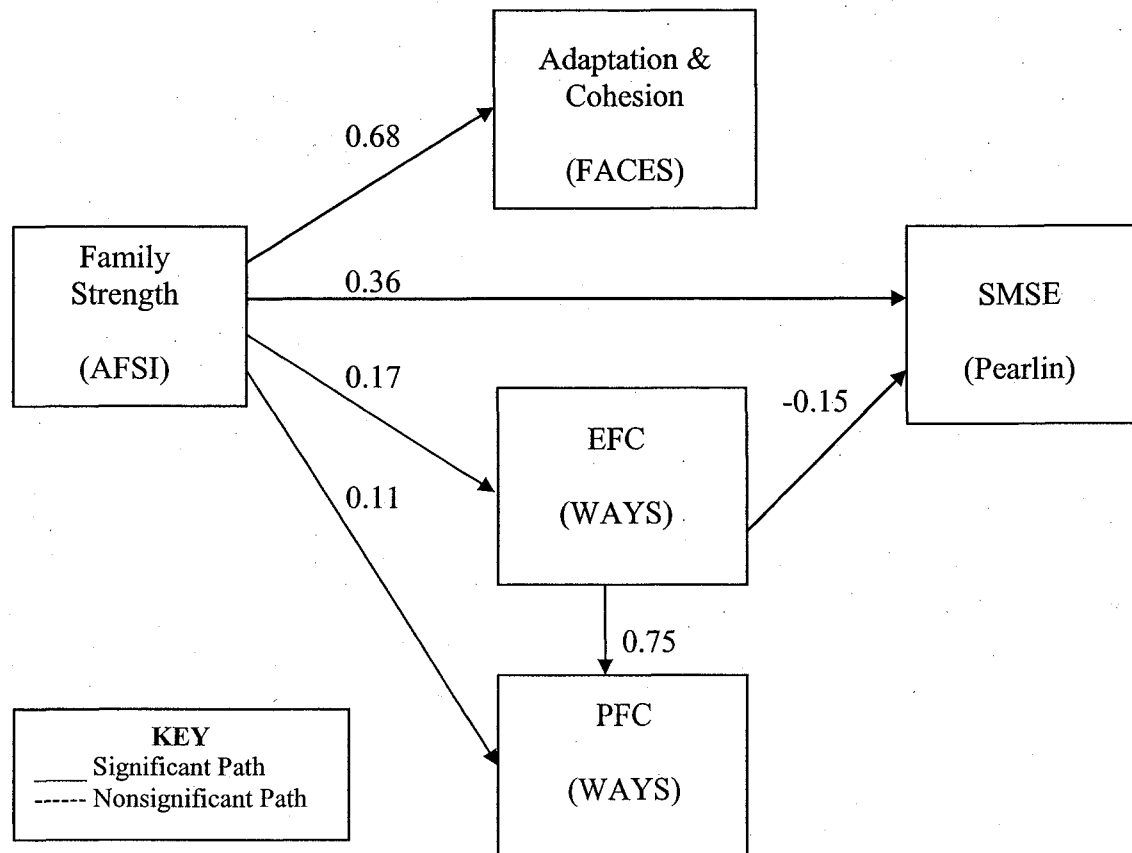 Adaptation &
Cohesion
(FACES)
0.68
Family
Strength
(AFSI)
0.36
SMSE
(Pearlin)
0.17
-0.15
EFC
(WAYS)
0.11
0.75
PFC
(WAYS)
KEY
Significant Path
Nonsignificant Path